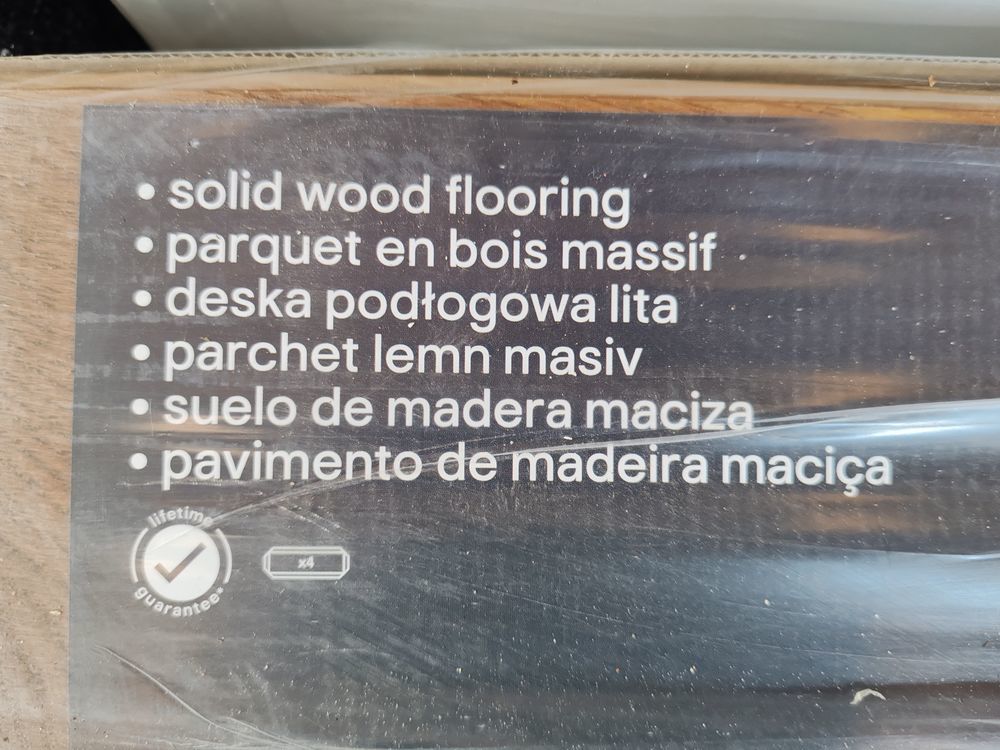 • solid wood flooring
• parquet en bois massif
• deska podłogowa lita
• parchet lemn masiv
• suelo de madera maciza
• pavimento de madeira maciça
lifetime
guarantee*
x4